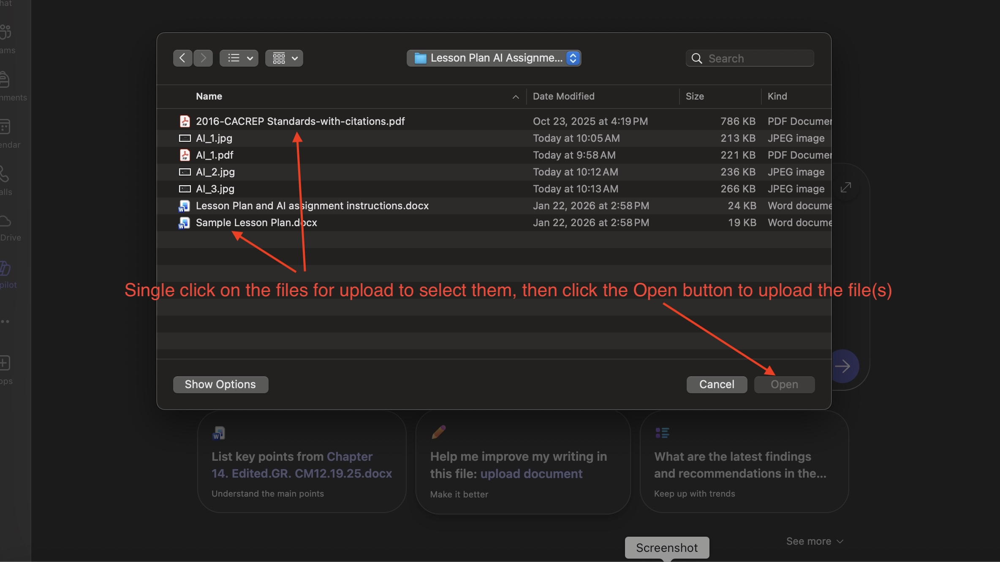 hat
ams
nments
endar
alls
Drive
pilot
ops
Lesson Plan AI Assignme...
Search
Name
Date Modified
Size
Kind
2016-CACREP Standards-with-citations.pdf Oct 23, 2025 at 4:19 PM 786 KB PDF Documen
AI_1.jpg Today at 10:05 AM 213 KB JPEG image
AI_1.pdf Today at 9:58 AM 221 KB PDF Documen
AI_2.jpg Today at 10:12 AM 236 KB JPEG image
AI_3.jpg Today at 10:13 AM 266 KB JPEG image
Lesson Plan and AI assignment instructions.docx Jan 22, 2026 at 2:58 PM 24 KB Word docume
Sample Lesson Plan.docx Jan 22, 2026 at 2:58 PM 19 KB Word docume
Single click on the files for upload to select them, then click the Open button to upload the file(s)
Show Options
Cancel
Open
List key points from Chapter
14. Edited.GR. CM12.19.25.docx
Understand the main points
Help me improve my writing in
this file: upload document
Make it better
What are the latest findings
and recommendations in the...
Keep up with trends
See more
Screenshot